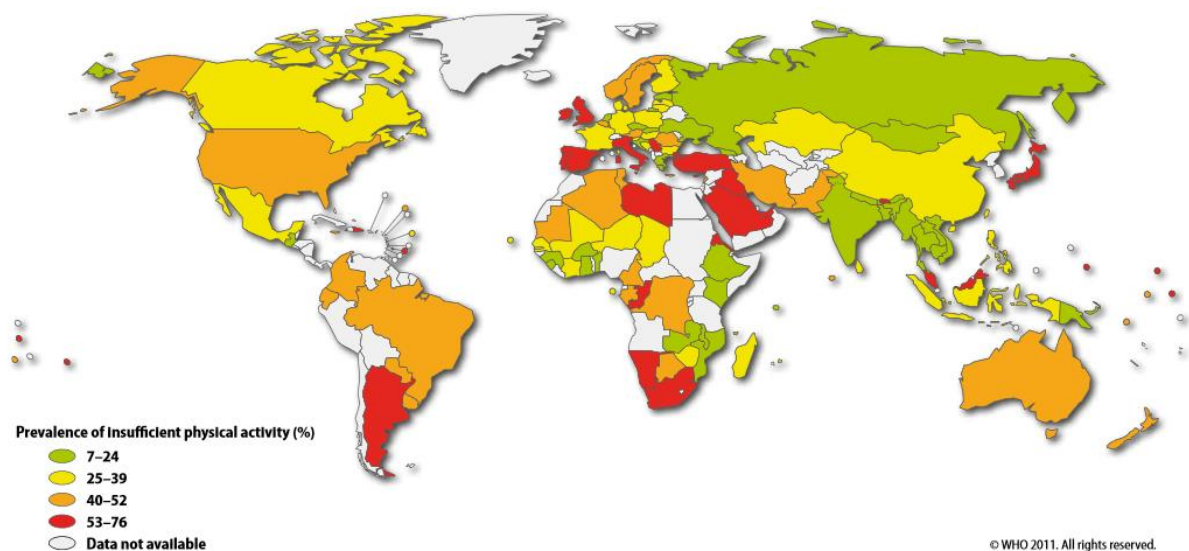 Prevalence of insufficient physical activity (%)
7–24
25–39
40–52
53–76
Data not available
© WHO 2011. All rights reserved.